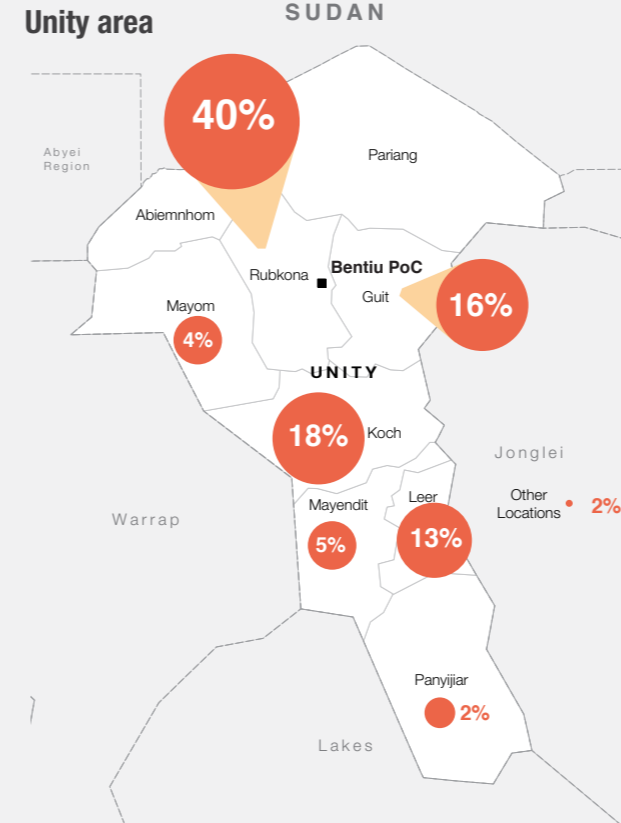 Unity area
SUDAN
40%
Abyei
Region
Pariang
Abiemnhom
Rubkona
Bentiu PoC
Guit
16%
Mayom
4%
UNITY
18%
Koch
Jonglei
Warrap
Mayendit
Leer
Other
Locations
2%
5%
13%
Panyijiar
2%
Lakes